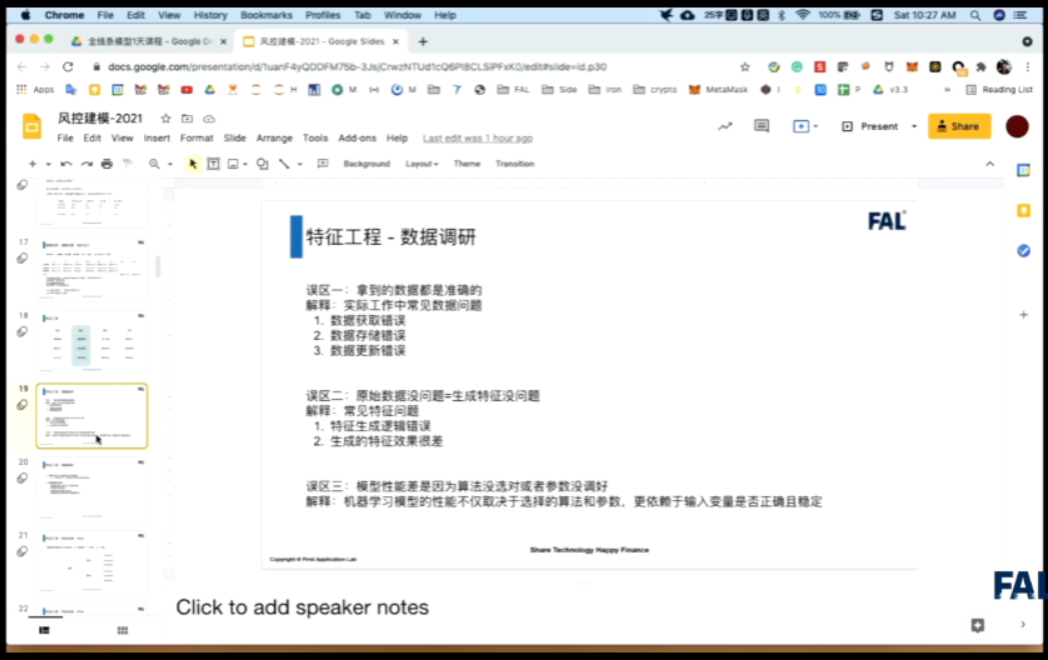 Chrome File Edit View History Bookmarks Profiles Tab Window Help
100% Sat 10:27 AM
全线条模型1天课程 - Google D
风控建模-2021 - Google Slides
docs.google.com/presentation/d/1uanF4yQDDFM75b-3JsjCrwzNTUd1cQ6PI8CLSlPFxK0/edit#slide=id.p30
Apps FAL Side iron crypto MetaMask v3.3 Reading List
风控建模-2021
File Edit View Insert Format Slide Arrange Tools Add-ons Help Last edit was 1 hour ago
Present Share
Background Layout Theme Transition
17
18
19
20
21
22
FAL
特征工程 - 数据调研
误区一：拿到的数据都是准确的
解释：实际工作中常见数据问题
1. 数据获取错误
2. 数据存储错误
3. 数据更新错误
误区二：原始数据没问题=生成特征没问题
解释：常见特征问题
1. 特征生成逻辑错误
2. 生成的特征效果很差
误区三：模型性能差是因为算法没选对或者参数没调好
解释：机器学习模型的性能不仅取决于选择的算法和参数，更依赖于输入变量是否正确且稳定
Share Technology Happy Finance
Copyright © First Application Lab
Click to add speaker notes
FAL